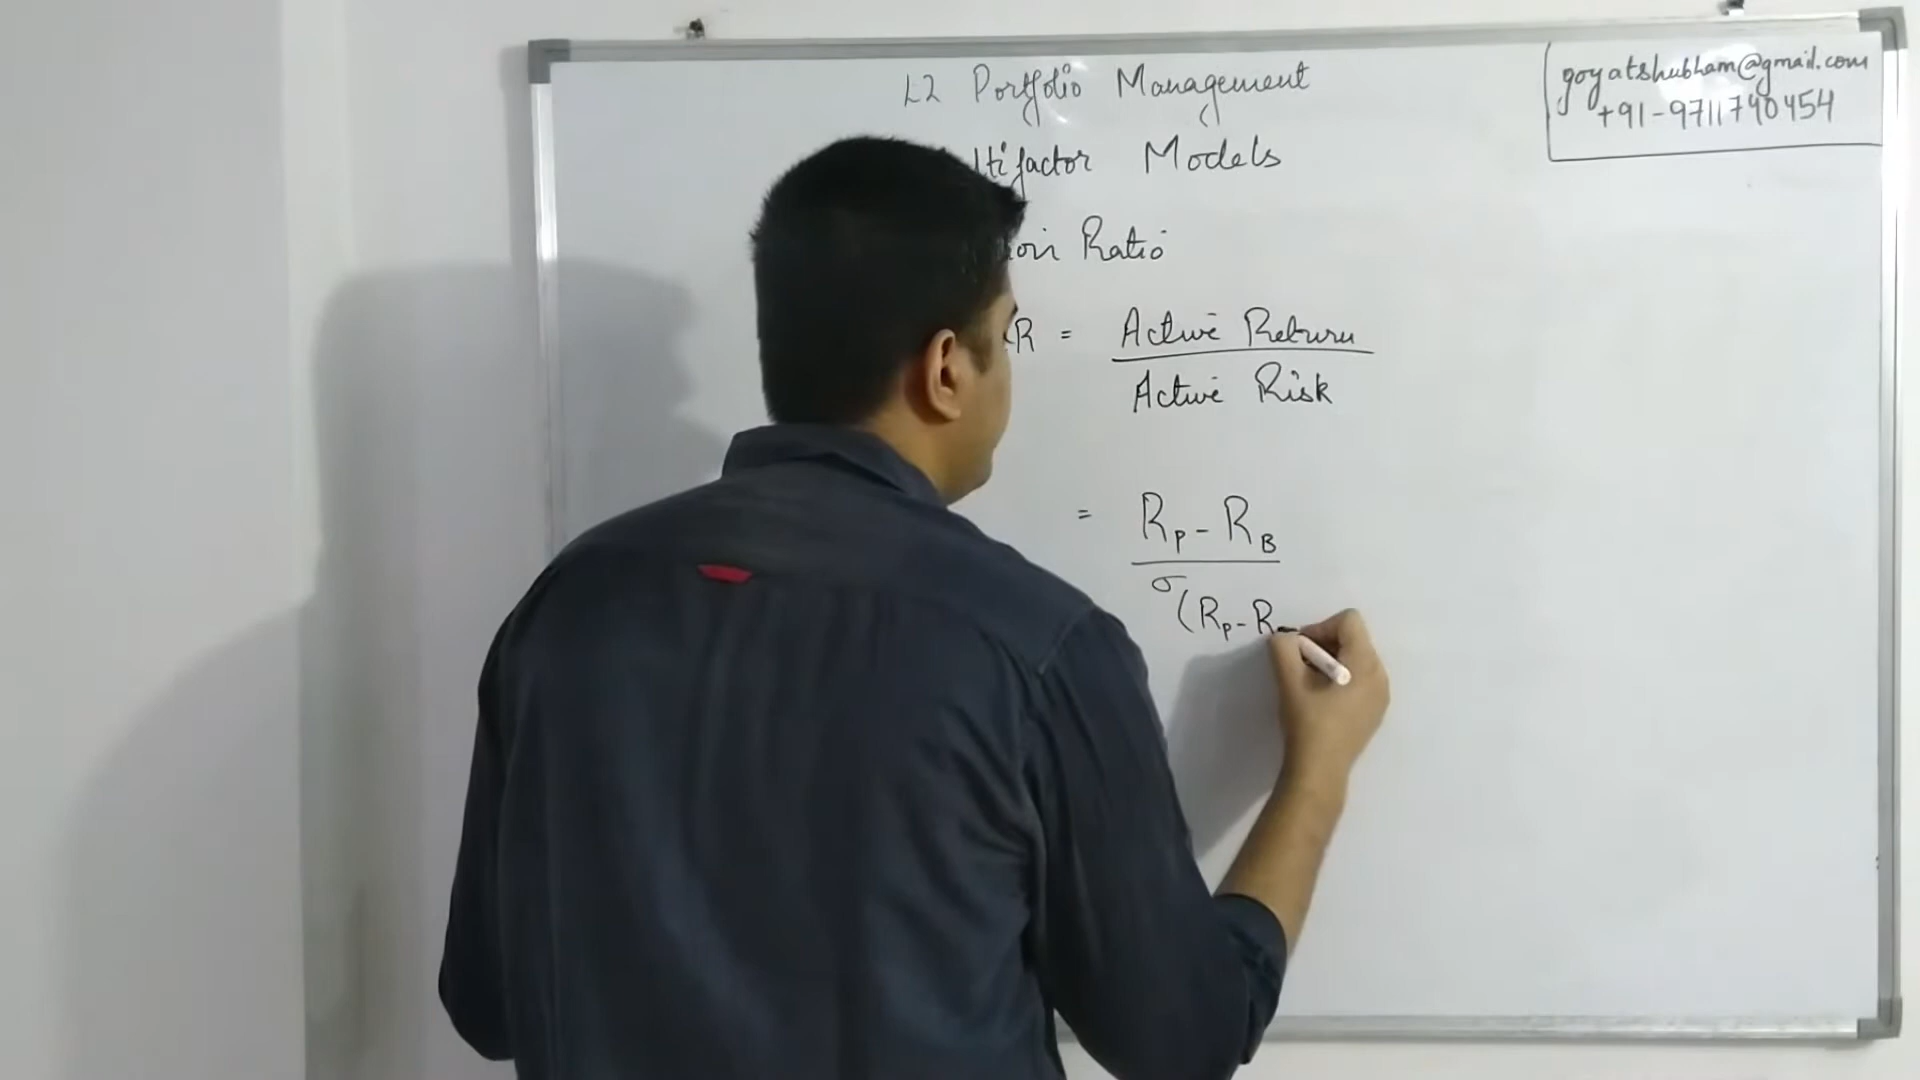 L2 Portfolio Management
goyatshubham@gmail.com
+91-9711740454
ltifactor Models
ion Ratio
R = Active Return
Active Risk
= Rp - RB
σ(Rp - R